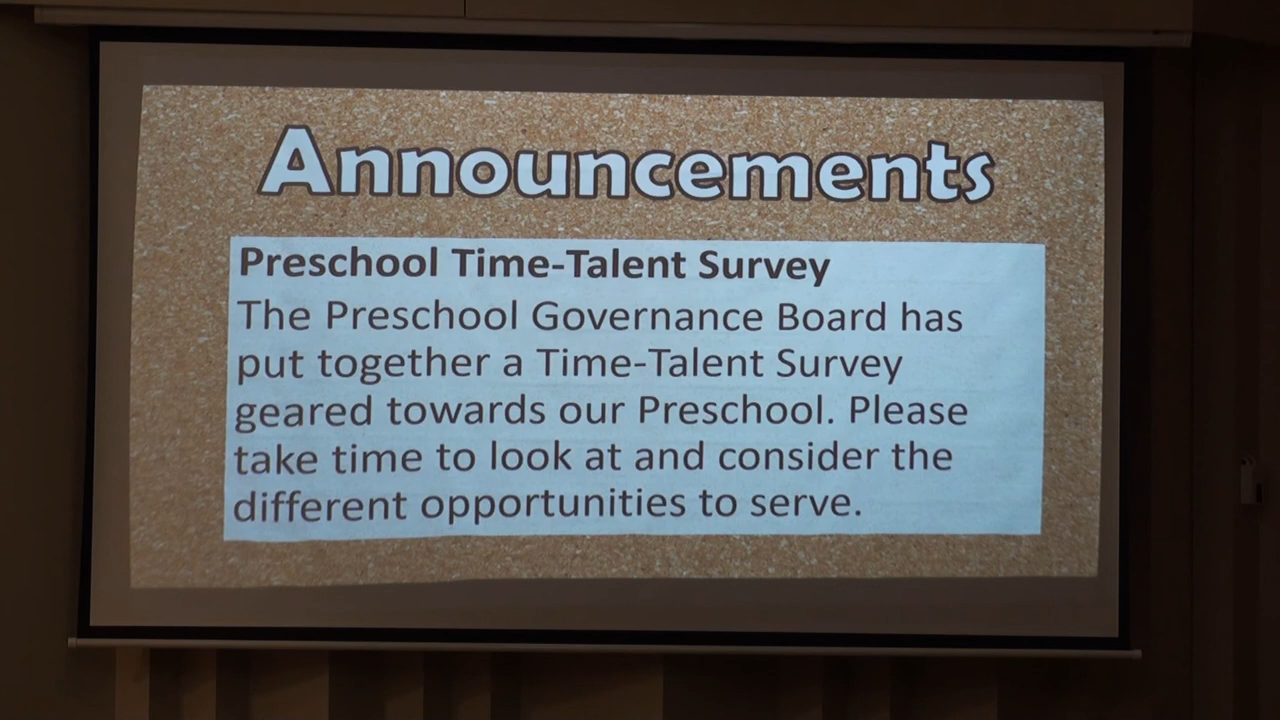 Announcements
Preschool Time-Talent Survey
The Preschool Governance Board has
put together a Time-Talent Survey
geared towards our Preschool. Please
take time to look at and consider the
different opportunities to serve.